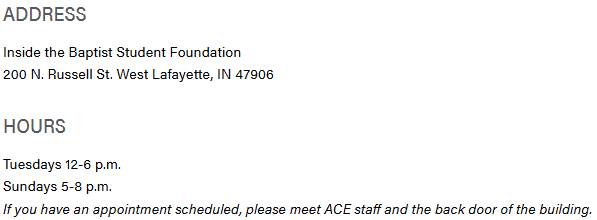 ADDRESS
Inside the Baptist Student Foundation
200 N. Russell St. West Lafayette, IN 47906
HOURS
Tuesdays 12-6 p.m.
Sundays 5-8 p.m.
If you have an appointment scheduled, please meet ACE staff and the back door of the building.